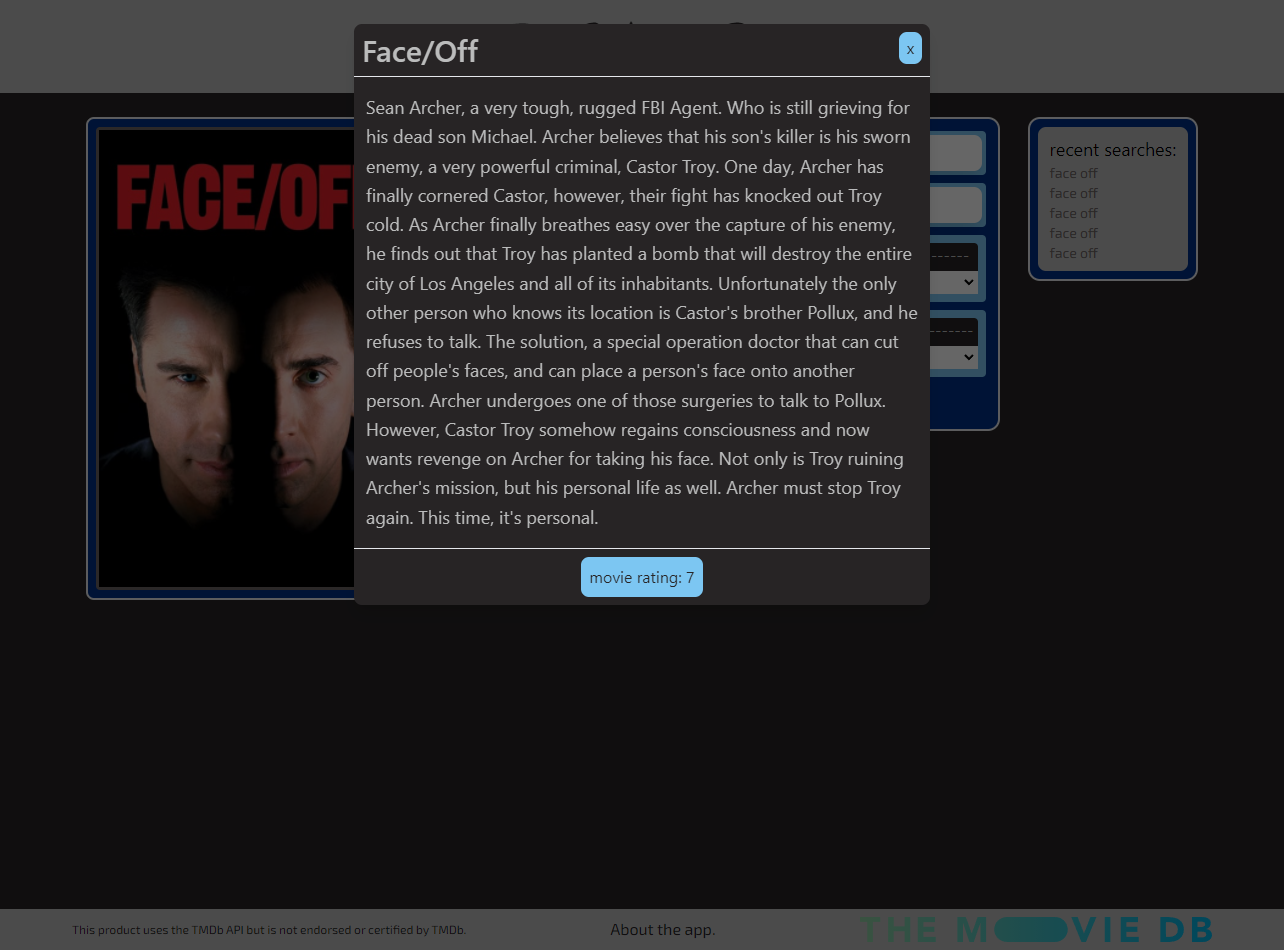 Face/Off
x
Sean Archer, a very tough, rugged FBI Agent. Who is still grieving for
his dead son Michael. Archer believes that his son's killer is his sworn
enemy, a very powerful criminal, Castor Troy. One day, Archer has
finally cornered Castor, however, their fight has knocked out Troy
cold. As Archer finally breathes easy over the capture of his enemy,
he finds out that Troy has planted a bomb that will destroy the entire
city of Los Angeles and all of its inhabitants. Unfortunately the only
other person who knows its location is Castor's brother Pollux, and he
refuses to talk. The solution, a special operation doctor that can cut
off people's faces, and can place a person's face onto another
person. Archer undergoes one of those surgeries to talk to Pollux.
However, Castor Troy somehow regains consciousness and now
wants revenge on Archer for taking his face. Not only is Troy ruining
Archer's mission, but his personal life as well. Archer must stop Troy
again. This time, it's personal.
movie rating: 7
FACE/OF
recent searches:
face off
face off
face off
face off
face off
This product uses the TMDb API but is not endorsed or certified by TMDb.
About the app.
THE M VIE DB